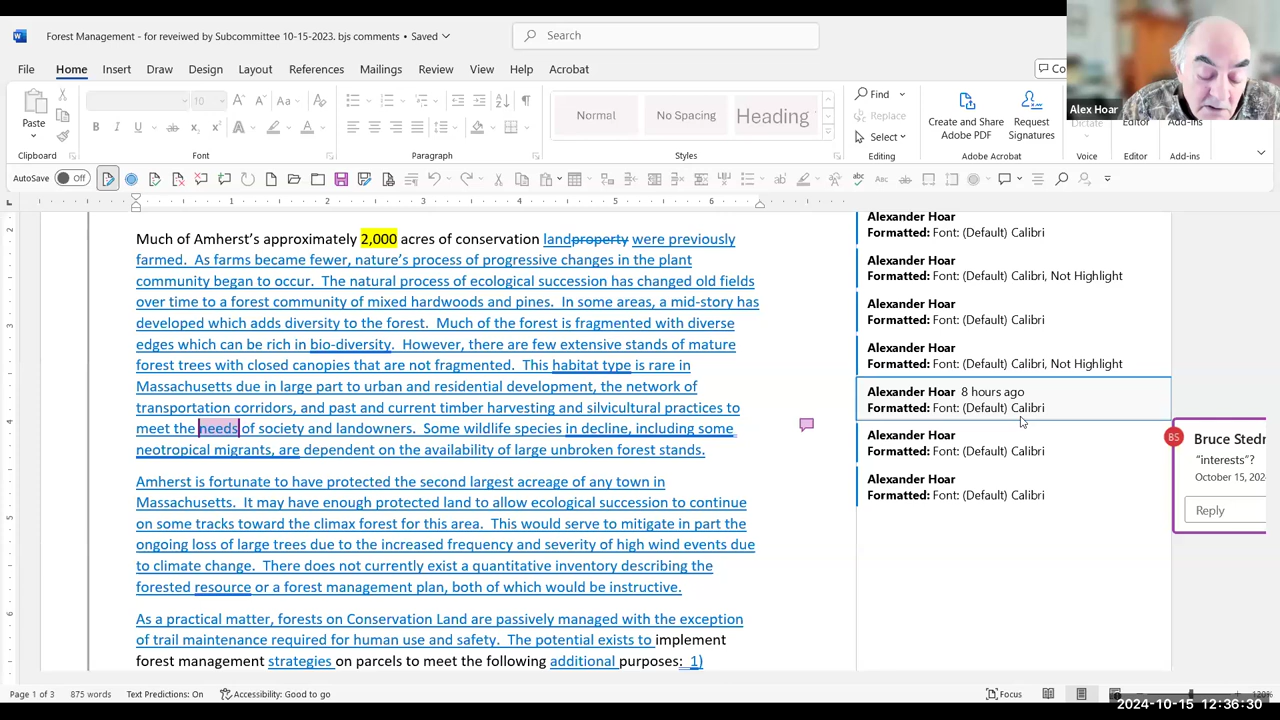 Forest Management - for reveiwed by Subcommittee 10-15-2023. bjs comments • Saved
Search
File Home Insert Draw Design Layout References Mailings Review View Help Acrobat
Alex Hoar
Paste
10
Aa
Normal
No Spacing
Heading
Find
Replace
Select
Create and Share
Adobe PDF
Request
Signatures
Dictate
Editor
Add-ins
Clipboard
Font
Paragraph
Styles
Editing
Adobe Acrobat
Voice
Editor
Add-ins
AutoSave Off
1 2 3 4 5 6
Much of Amherst's approximately 2,000 acres of conservation landproperty were previously
farmed. As farms became fewer, nature's process of progressive changes in the plant
community began to occur. The natural process of ecological succession has changed old fields
over time to a forest community of mixed hardwoods and pines. In some areas, a mid-story has
developed which adds diversity to the forest. Much of the forest is fragmented with diverse
edges which can be rich in bio-diversity. However, there are few extensive stands of mature
forest trees with closed canopies that are not fragmented. This habitat type is rare in
Massachusetts due in large part to urban and residential development, the network of
transportation corridors, and past and current timber harvesting and silvicultural practices to
meet the needs of society and landowners. Some wildlife species in decline, including some
neotropical migrants, are dependent on the availability of large unbroken forest stands.
Amherst is fortunate to have protected the second largest acreage of any town in
Massachusetts. It may have enough protected land to allow ecological succession to continue
on some tracks toward the climax forest for this area. This would serve to mitigate in part the
ongoing loss of large trees due to the increased frequency and severity of high wind events due
to climate change. There does not currently exist a quantitative inventory describing the
forested resource or a forest management plan, both of which would be instructive.
As a practical matter, forests on Conservation Land are passively managed with the exception
of trail maintenance required for human use and safety. The potential exists to implement
forest management strategies on parcels to meet the following additional purposes: 1)
Alexander Hoar
Formatted: Font: (Default) Calibri
Alexander Hoar
Formatted: Font: (Default) Calibri, Not Highlight
Alexander Hoar
Formatted: Font: (Default) Calibri
Alexander Hoar
Formatted: Font: (Default) Calibri, Not Highlight
Alexander Hoar 8 hours ago
Formatted: Font: (Default) Calibri
Alexander Hoar
Formatted: Font: (Default) Calibri
Alexander Hoar
Formatted: Font: (Default) Calibri
BS
Bruce Stedr
"interests"?
October 15, 202
Reply
Page 1 of 3 875 words Text Predictions: On Accessibility: Good to go
Focus
120%
2024-10-15 12:36:30